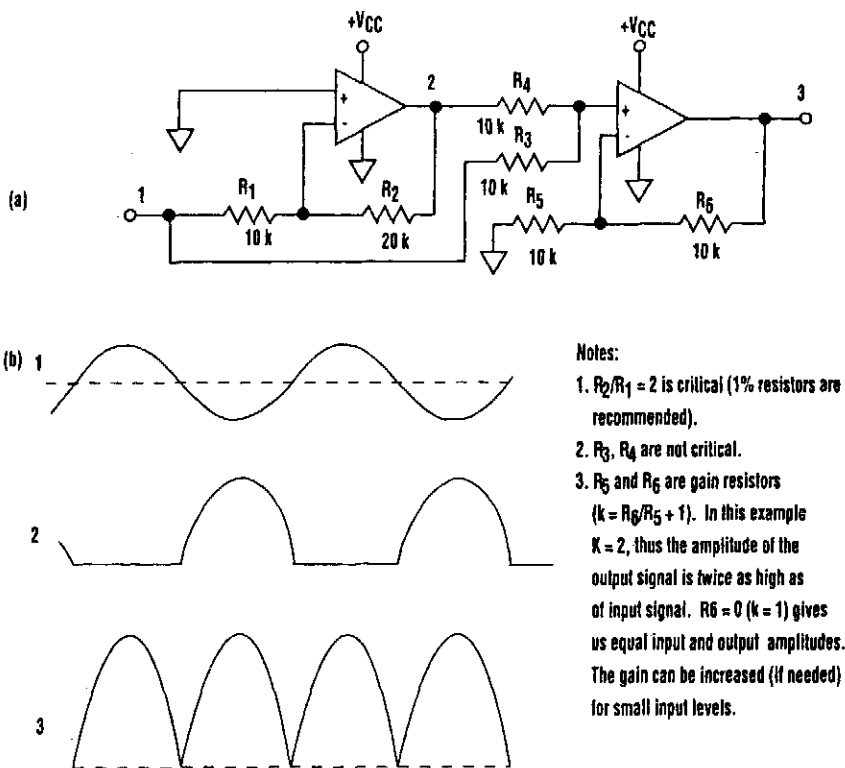 +VCC
+VCC
2
R4
3
+
10 k
+
-
R3
-
(a)
1
R1
R2
10 k
R5
R6
10 k
20 k
10 k
10 k
(b) 1
2
3
Notes:
1. R2/R1 = 2 is critical (1% resistors are
recommended).
2. R3, R4 are not critical.
3. R5 and R6 are gain resistors
(k = R6/R5 + 1). In this example
K = 2, thus the amplitude of the
output signal is twice as high as
of input signal. R6 = 0 (k = 1) gives
us equal input and output amplitudes.
The gain can be increased (if needed)
for small input levels.